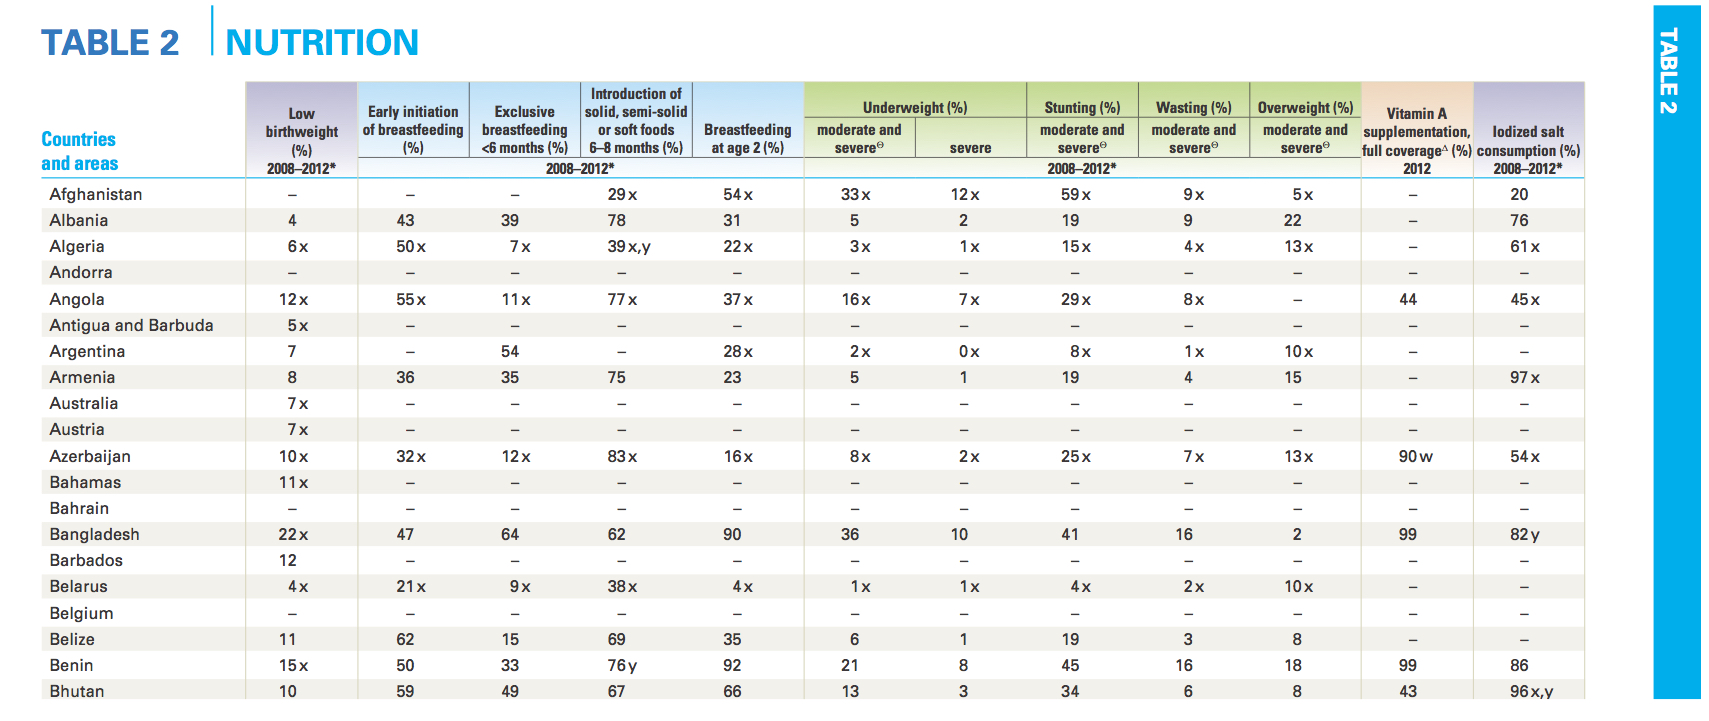 TABLE 2 | NUTRITION
TABLE 2
Countries and areas
Low birthweight (%) 2008–2012*
Early initiation of breastfeeding (%)
Exclusive breastfeeding <6 months (%)
Introduction of solid, semi-solid or soft foods 6–8 months (%)
Breastfeeding at age 2 (%)
2008–2012*
Underweight (%)
moderate and severeΘ
severe
Stunting (%)
moderate and severeΘ
Wasting (%)
moderate and severeΘ
Overweight (%)
moderate and severeΘ
2008–2012*
Vitamin A supplementation, full coverageΔ (%) 2012
Iodized salt consumption (%) 2008–2012*
Afghanistan – – – 29 x 54 x 33 x 12 x 59 x 9 x 5 x – 20
Albania 4 43 39 78 31 5 2 19 9 22 – 76
Algeria 6 x 50 x 7 x 39 x,y 22 x 3 x 1 x 15 x 4 x 13 x – 61 x
Andorra – – – – – – – – – – – –
Angola 12 x 55 x 11 x 77 x 37 x 16 x 7 x 29 x 8 x – 44 45 x
Antigua and Barbuda 5 x – – – – – – – – – – –
Argentina 7 – 54 – 28 x 2 x 0 x 8 x 1 x 10 x – –
Armenia 8 36 35 75 23 5 1 19 4 15 – 97 x
Australia 7 x – – – – – – – – – – –
Austria 7 x – – – – – – – – – – –
Azerbaijan 10 x 32 x 12 x 83 x 16 x 8 x 2 x 25 x 7 x 13 x 90 w 54 x
Bahamas 11 x – – – – – – – – – – –
Bahrain – – – – – – – – – – – –
Bangladesh 22 x 47 64 62 90 36 10 41 16 2 99 82 y
Barbados 12 – – – – – – – – – – –
Belarus 4 x 21 x 9 x 38 x 4 x 1 x 1 x 4 x 2 x 10 x – –
Belgium – – – – – – – – – – – –
Belize 11 62 15 69 35 6 1 19 3 8 – –
Benin 15 x 50 33 76 y 92 21 8 45 16 18 99 86
Bhutan 10 59 49 67 66 13 3 34 6 8 43 96 x,y